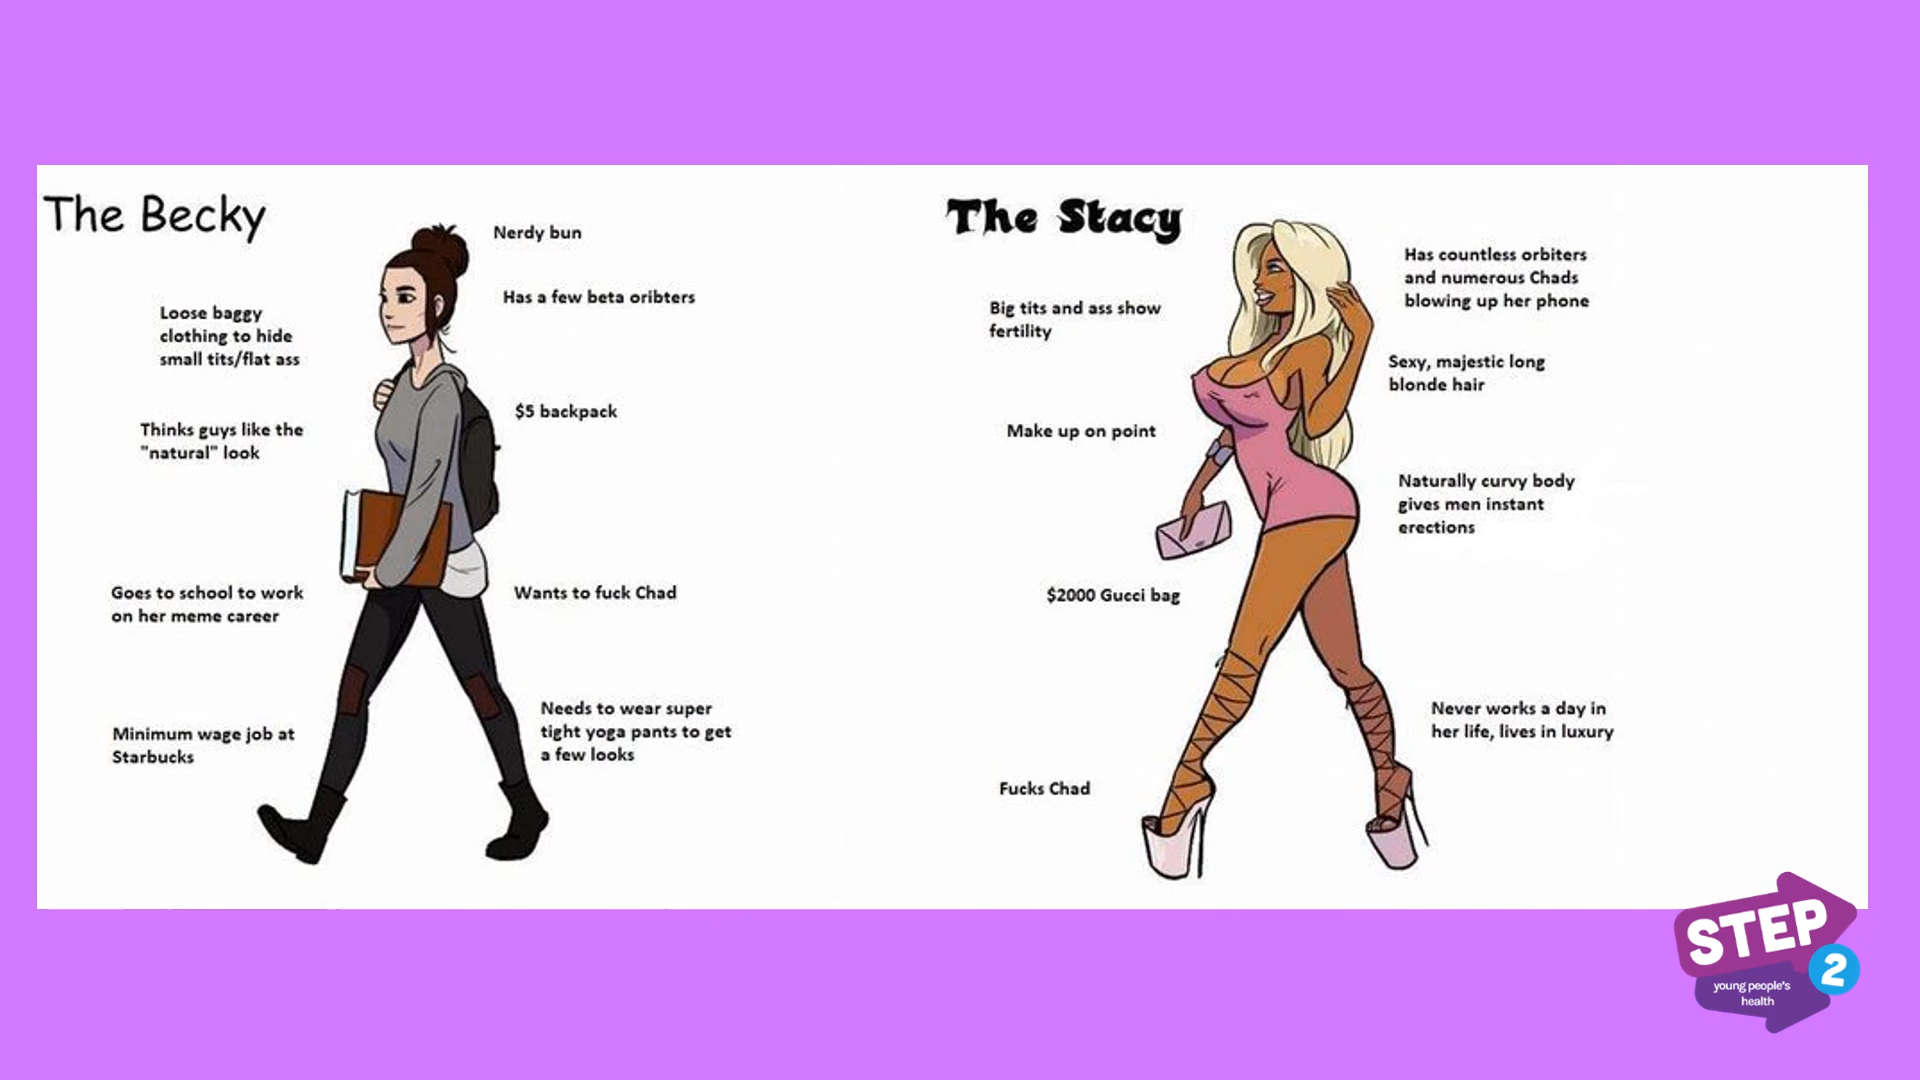 The Becky
Nerdy bun
Has a few beta oribters
Loose baggy
clothing to hide
small tits/flat ass
$5 backpack
Thinks guys like the
"natural" look
Goes to school to work
on her meme career
Wants to fuck Chad
Minimum wage job at
Starbucks
Needs to wear super
tight yoga pants to get
a few looks
The Stacy
Has countless orbiters
and numerous Chads
blowing up her phone
Big tits and ass show
fertility
Sexy, majestic long
blonde hair
Make up on point
Naturally curvy body
gives men instant
erections
$2000 Gucci bag
Never works a day in
her life, lives in luxury
Fucks Chad
STEP
2
young people's
health